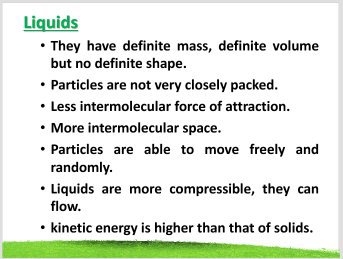 Liquids
• They have definite mass, definite volume
but no definite shape.
• Particles are not very closely packed.
• Less intermolecular force of attraction.
• More intermolecular space.
• Particles are able to move freely and
randomly.
• Liquids are more compressible, they can
flow.
• kinetic energy is higher than that of solids.